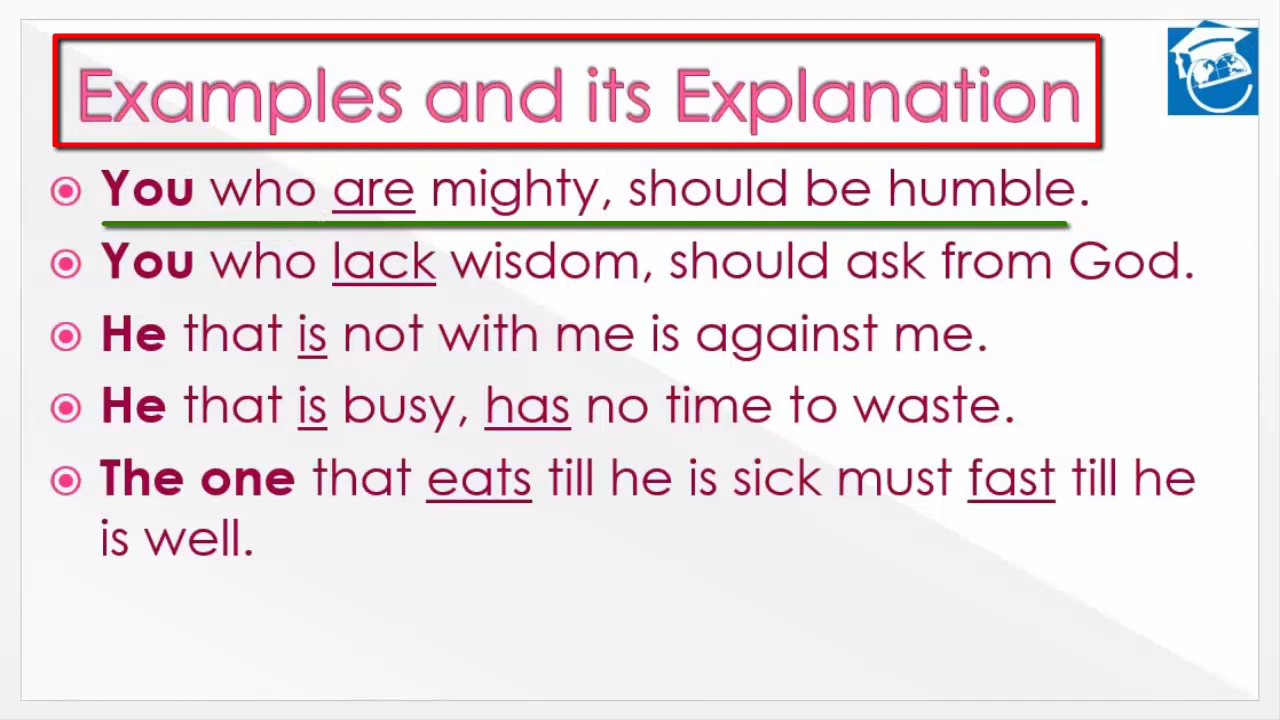 Examples and its Explanation
You who are mighty, should be humble.
You who lack wisdom, should ask from God.
He that is not with me is against me.
He that is busy, has no time to waste.
The one that eats till he is sick must fast till he
is well.